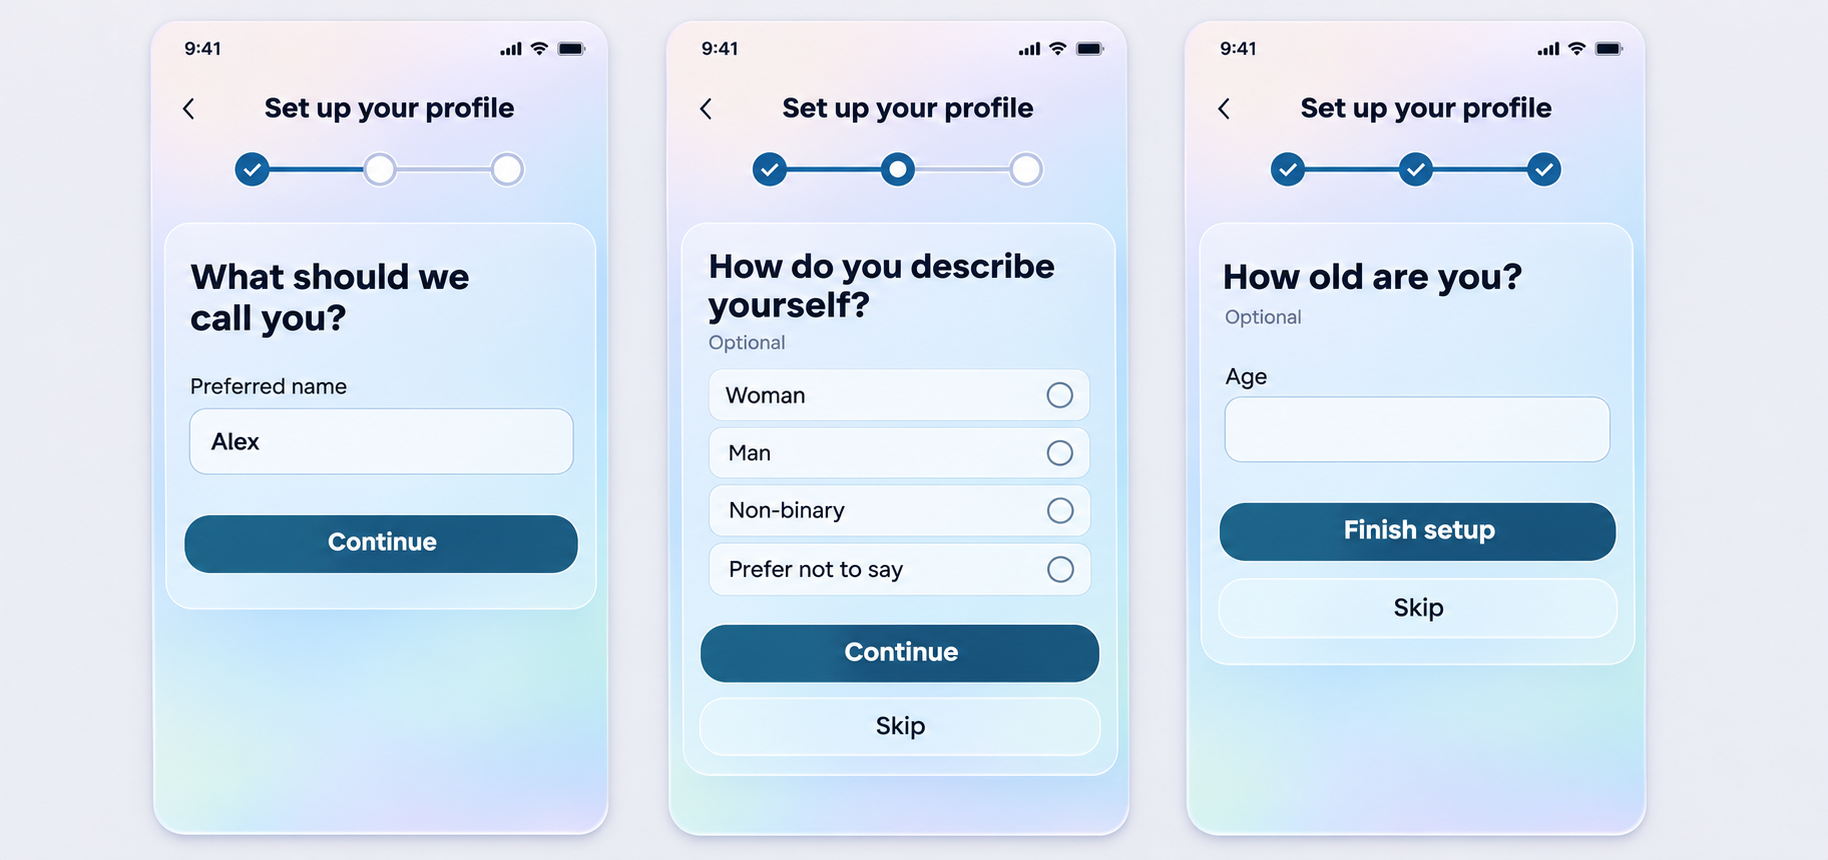 9:41
Set up your profile
What should we
call you?
Preferred name
Alex
Continue
9:41
Set up your profile
How do you describe
yourself?
Optional
Woman
Man
Non-binary
Prefer not to say
Continue
Skip
9:41
Set up your profile
How old are you?
Optional
Age
Finish setup
Skip